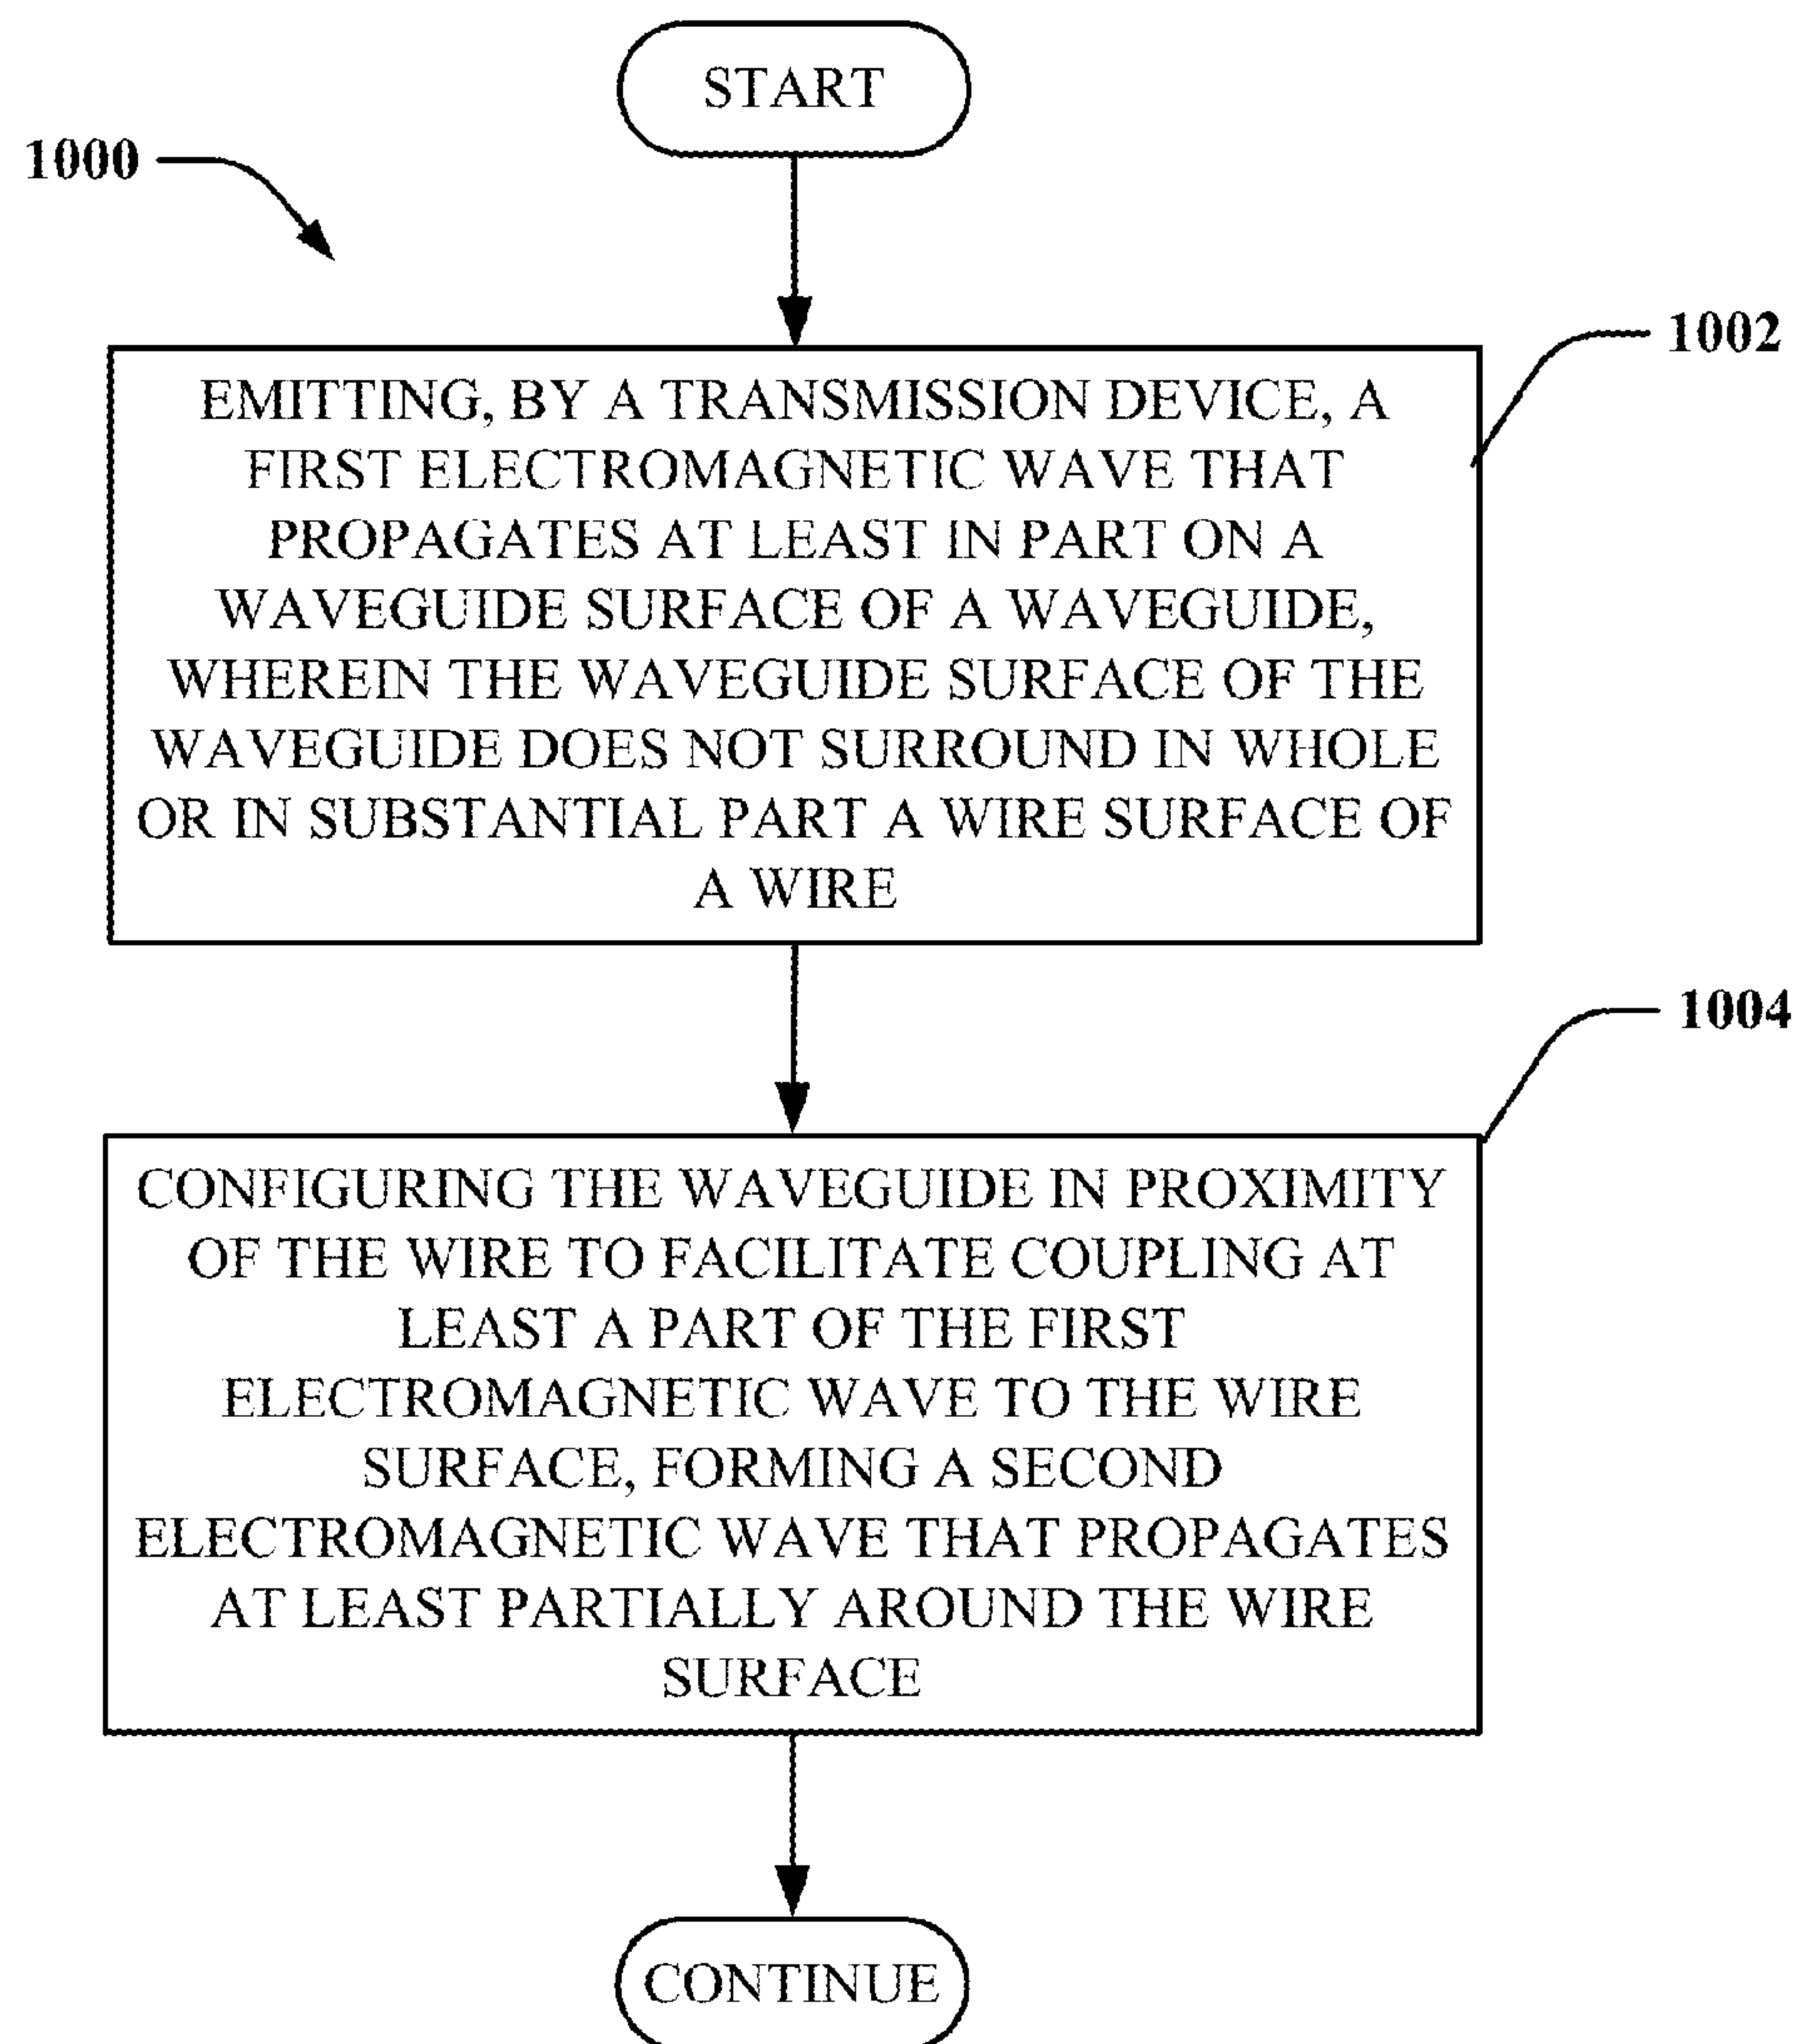 START
1000
1002
EMITTING, BY A TRANSMISSION DEVICE, A
FIRST ELECTROMAGNETIC WAVE THAT
PROPAGATES AT LEAST IN PART ON A
WAVEGUIDE SURFACE OF A WAVEGUIDE,
WHEREIN THE WAVEGUIDE SURFACE OF THE
WAVEGUIDE DOES NOT SURROUND IN WHOLE
OR IN SUBSTANTIAL PART A WIRE SURFACE OF
A WIRE
1004
CONFIGURING THE WAVEGUIDE IN PROXIMITY
OF THE WIRE TO FACILITATE COUPLING AT
LEAST A PART OF THE FIRST
ELECTROMAGNETIC WAVE TO THE WIRE
SURFACE, FORMING A SECOND
ELECTROMAGNETIC WAVE THAT PROPAGATES
AT LEAST PARTIALLY AROUND THE WIRE
SURFACE
CONTINUE